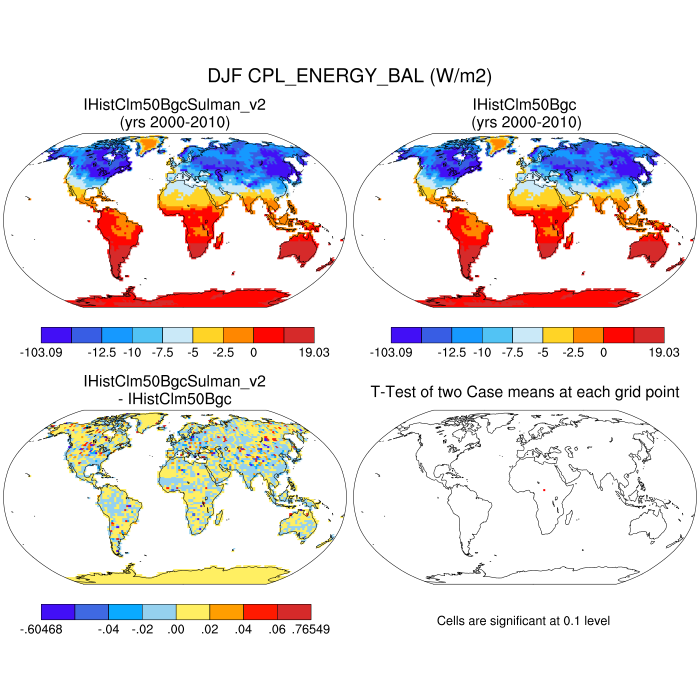 DJF CPL_ENERGY_BAL (W/m2)
IHistClm50BgcSulman_v2
(yrs 2000-2010)
IHistClm50Bgc
(yrs 2000-2010)
-103.09 -12.5 -10 -7.5 -5 -2.5 0 19.03
-103.09 -12.5 -10 -7.5 -5 -2.5 0 19.03
IHistClm50BgcSulman_v2
- IHistClm50Bgc
T-Test of two Case means at each grid point
-.60468 -.04 -.02 .00 .02 .04 .06 .76549
Cells are significant at 0.1 level